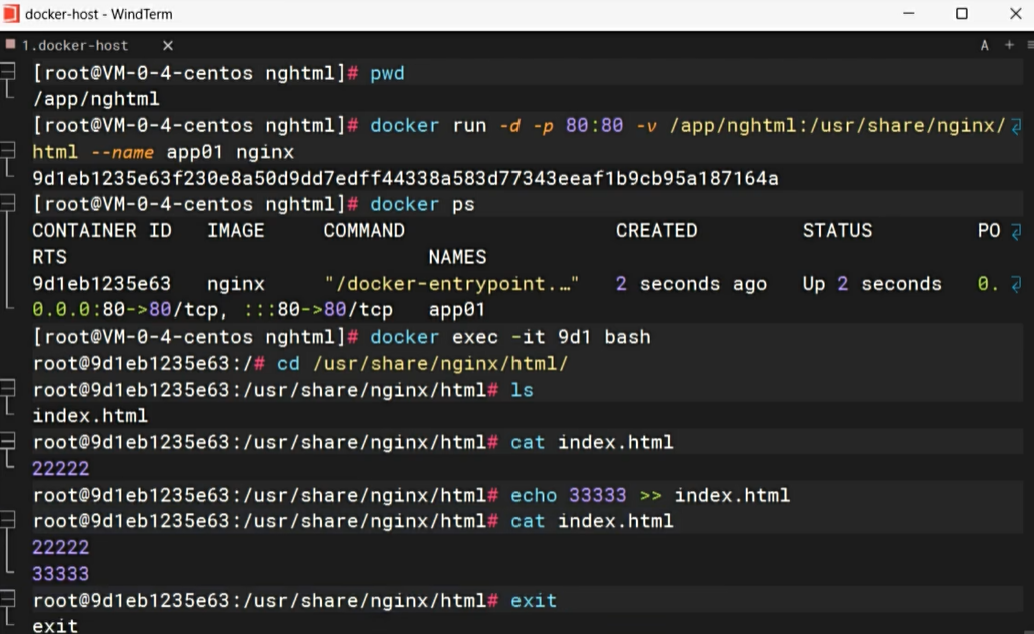 docker-host - WindTerm
1.docker-host
A
[root@VM-0-4-centos nghtml]# pwd
/app/nghtml
[root@VM-0-4-centos nghtml]# docker run -d -p 80:80 -v /app/nghtml:/usr/share/nginx/
html --name app01 nginx
9d1eb1235e63f230e8a50d9dd7edff44338a583d77343eeaf1b9cb95a187164a
[root@VM-0-4-centos nghtml]# docker ps
CONTAINER ID   IMAGE     COMMAND                  CREATED         STATUS         PO
RTS                               NAMES
9d1eb1235e63   nginx     "/docker-entrypoint.…"   2 seconds ago   Up 2 seconds   0.
0.0.0:80->80/tcp, :::80->80/tcp   app01
[root@VM-0-4-centos nghtml]# docker exec -it 9d1 bash
root@9d1eb1235e63:/# cd /usr/share/nginx/html/
root@9d1eb1235e63:/usr/share/nginx/html# ls
index.html
root@9d1eb1235e63:/usr/share/nginx/html# cat index.html
22222
root@9d1eb1235e63:/usr/share/nginx/html# echo 33333 >> index.html
root@9d1eb1235e63:/usr/share/nginx/html# cat index.html
22222
33333
root@9d1eb1235e63:/usr/share/nginx/html# exit
exit